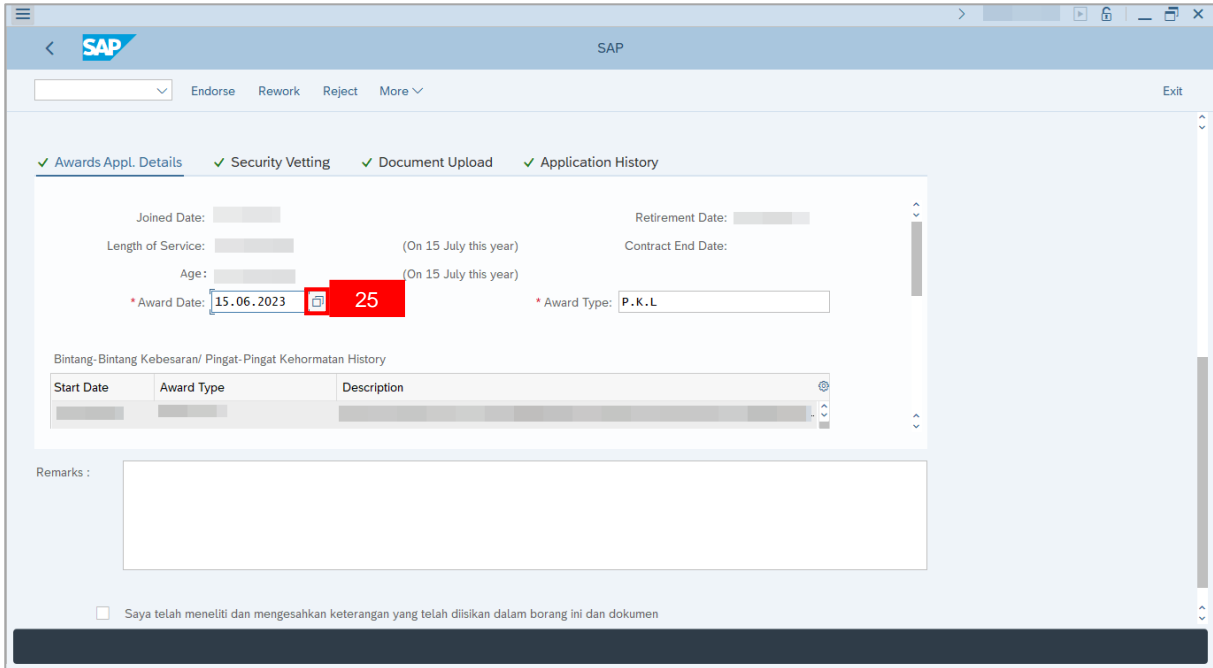 SAP
SAP
Endorse Rework Reject More Exit
Awards Appl. Details Security Vetting Document Upload Application History
Joined Date: Retirement Date:
Length of Service: (On 15 July this year) Contract End Date:
Age: (On 15 July this year)
* Award Date: 15.06.2023 25 * Award Type: P.K.L
Bintang-Bintang Kebesaran/ Pingat-Pingat Kehormatan History
Start Date Award Type Description
Remarks :
Saya telah meneliti dan mengesahkan keterangan yang telah diisikan dalam borang ini dan dokumen